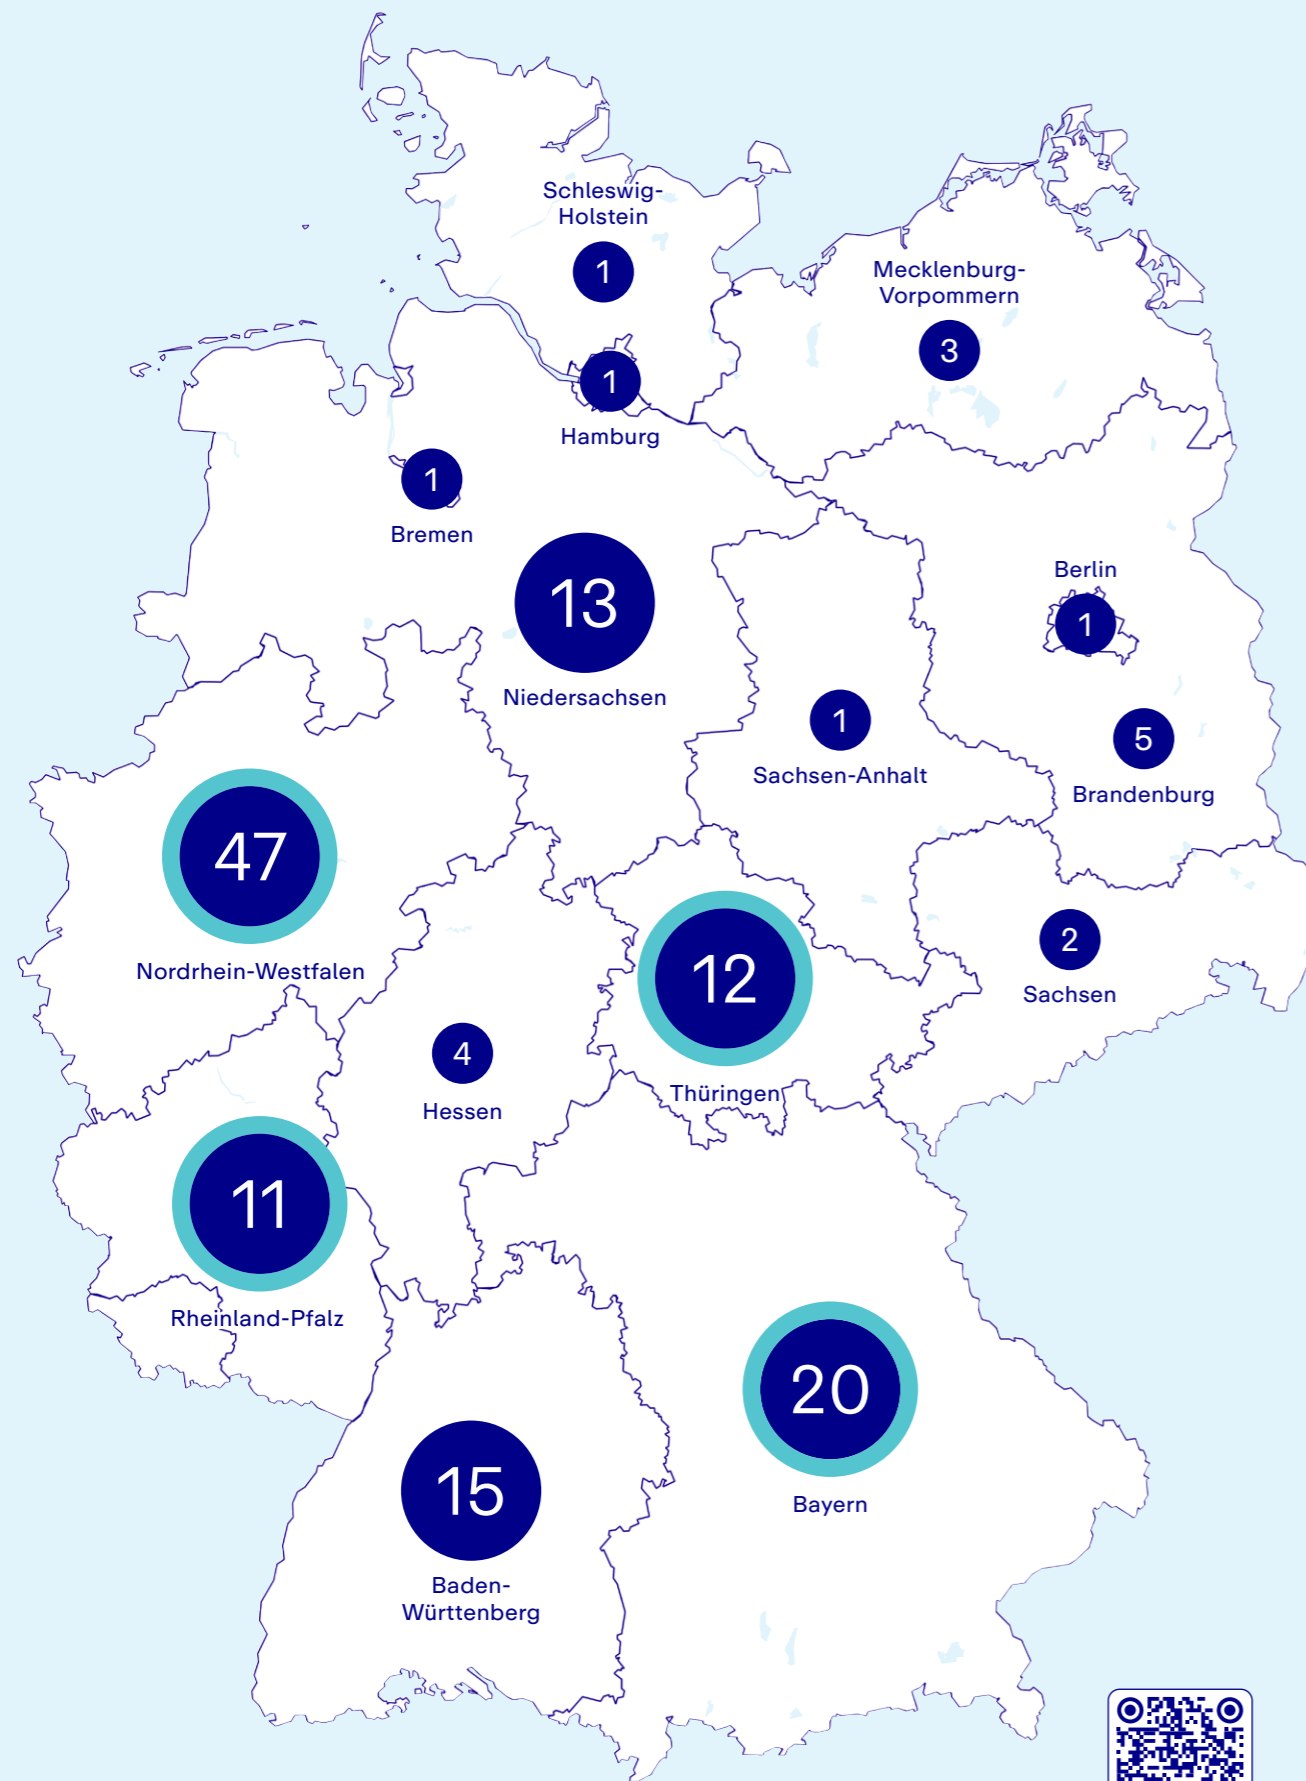 Schleswig-
Holstein
1
Mecklenburg-
Vorpommern
3
1
Hamburg
1
Bremen
13
Niedersachsen
Berlin
1
1
Sachsen-Anhalt
5
Brandenburg
47
Nordrhein-Westfalen
12
Thüringen
2
Sachsen
4
Hessen
11
Rheinland-Pfalz
20
Bayern
15
Baden-
Württenberg